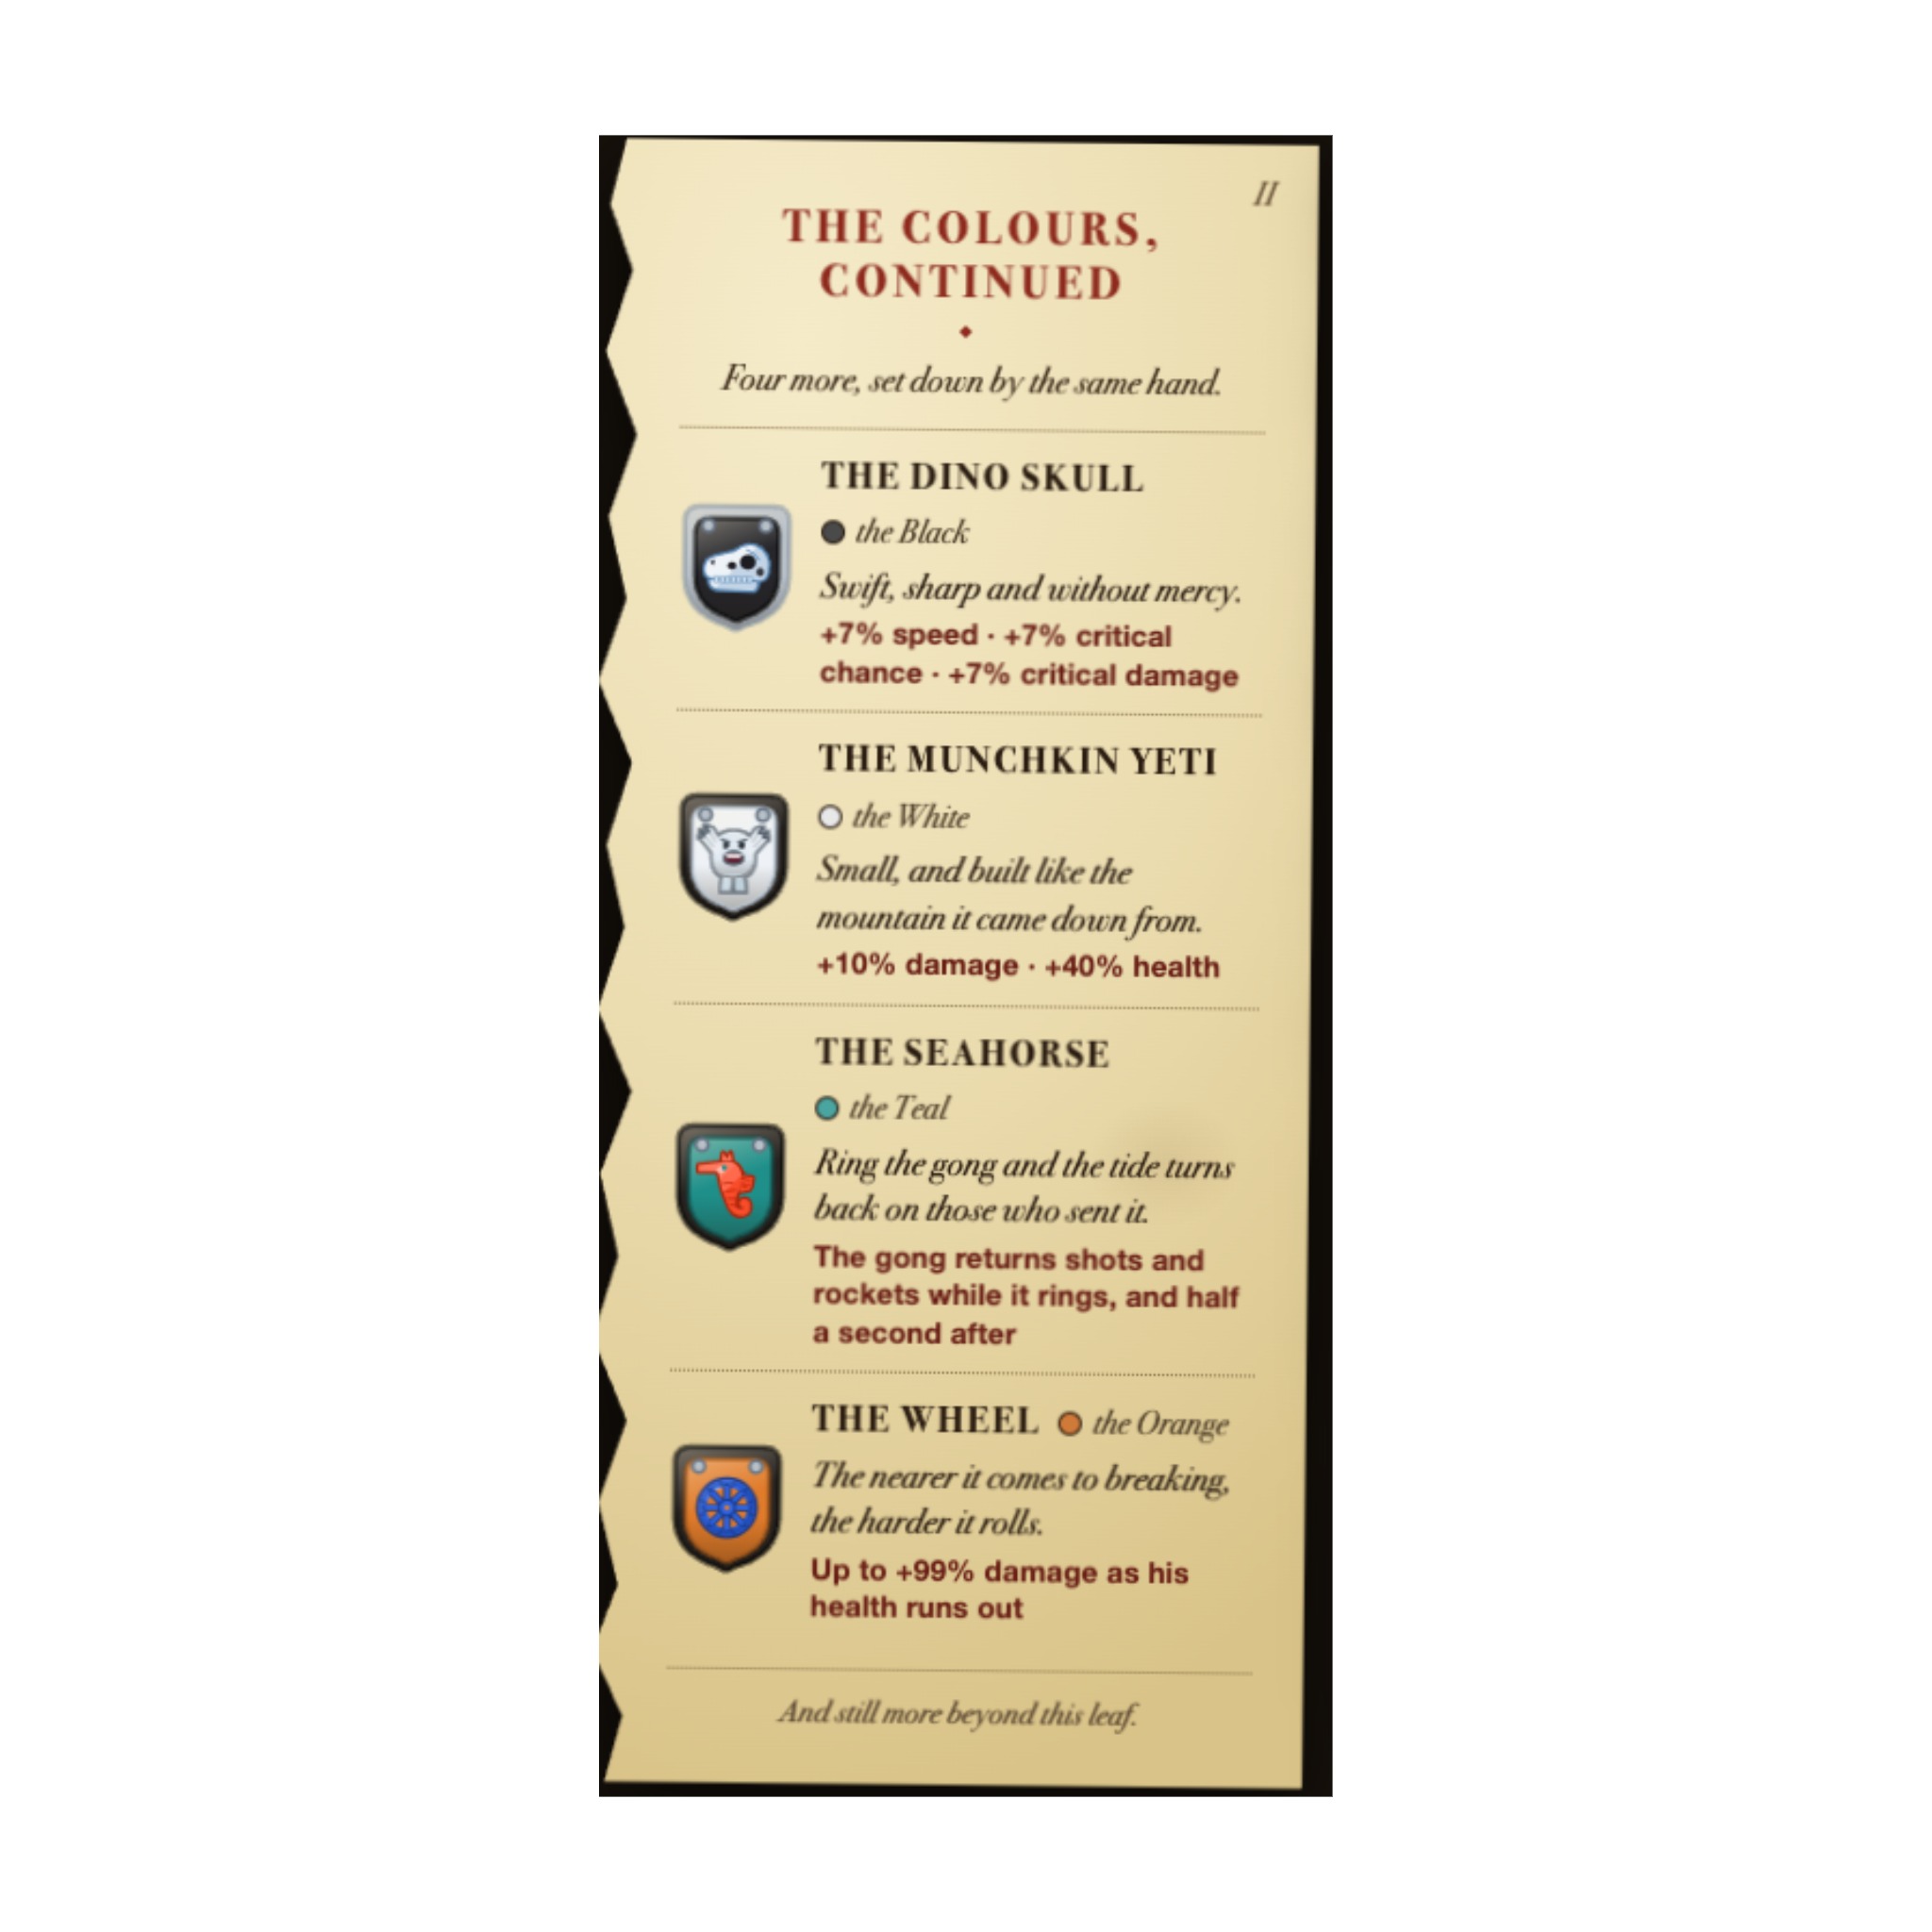 II
THE COLOURS,
CONTINUED
Four more, set down by the same hand.
THE DINO SKULL
the Black
Swift, sharp and without mercy.
+7% speed · +7% critical
chance · +7% critical damage
THE MUNCHKIN YETI
the White
Small, and built like the
mountain it came down from.
+10% damage · +40% health
THE SEAHORSE
the Teal
Ring the gong and the tide turns
back on those who sent it.
The gong returns shots and
rockets while it rings, and half
a second after
THE WHEEL the Orange
The nearer it comes to breaking,
the harder it rolls.
Up to +99% damage as his
health runs out
And still more beyond this leaf.